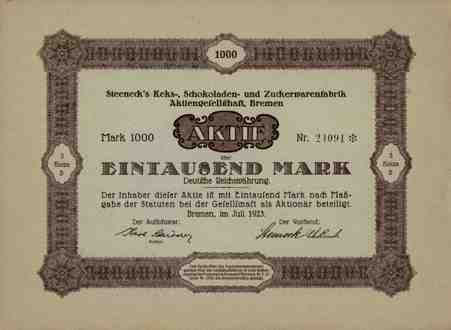 1000
Steeneck's Keks-, Schokoladen- und Zuckerwarenfabrik
Aktiengesellschaft, Bremen
Mark 1000
AKTIE
Nr. 21091 ✻
über
EINTAUSEND MARK
Deutsche Reichswährung.
Der Inhaber dieser Aktie ist mit Eintausend Mark nach Maß-
gabe der Statuten bei der Gesellschaft als Aktionär beteiligt.
Bremen, im Juli 1923.
Der Aufsichtsrat:
Der Vorstand: